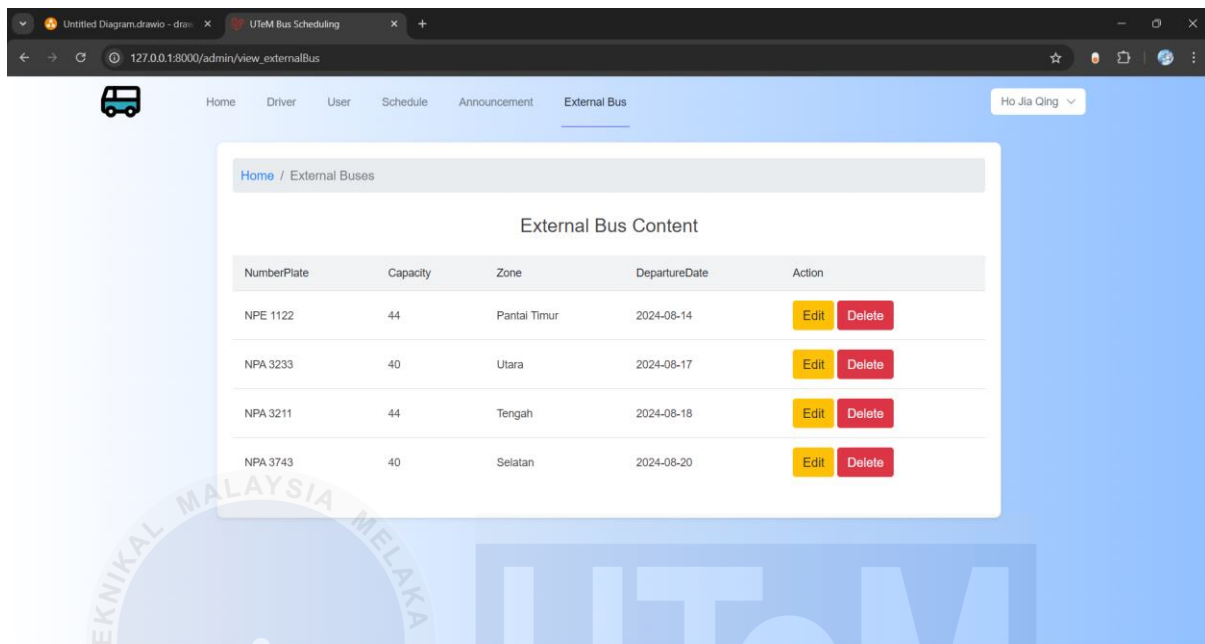 Untitled Diagram.drawio - draw
UTeM Bus Scheduling
127.0.0.1:8000/admin/view_externalBus
Home Driver User Schedule Announcement External Bus Ho Jia Qing
Home / External Buses
External Bus Content
NumberPlate Capacity Zone DepartureDate Action
NPE 1122 44 Pantai Timur 2024-08-14 Edit Delete
NPA 3233 40 Utara 2024-08-17 Edit Delete
NPA 3211 44 Tengah 2024-08-18 Edit Delete
NPA 3743 40 Selatan 2024-08-20 Edit Delete
EKNIKAL MALAYSIA MELAKA
UTeM